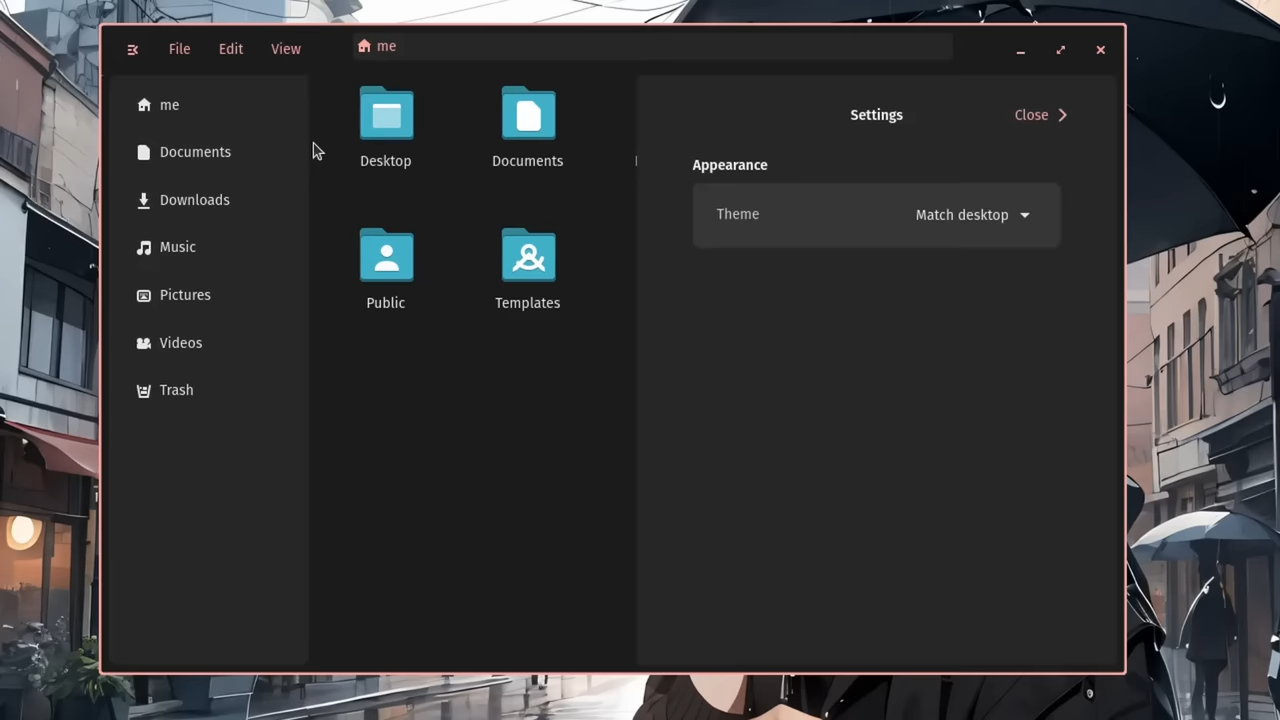 File Edit View
me
me
Documents
Downloads
Music
Pictures
Videos
Trash
Desktop
Documents
Public
Templates
Settings
Close
Appearance
Theme
Match desktop